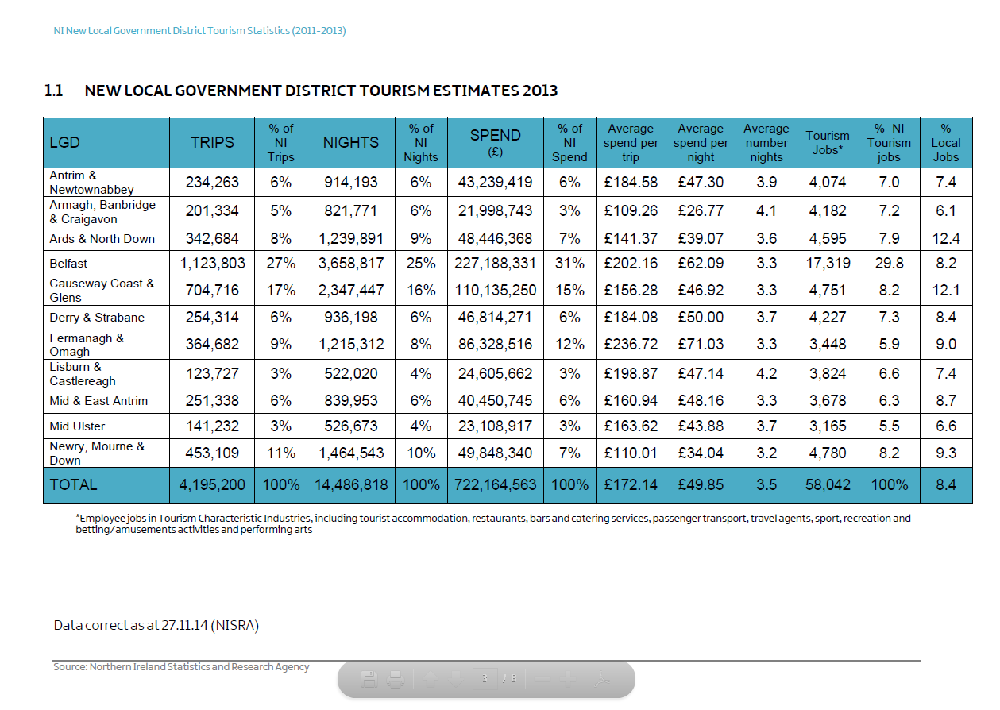 NI New Local Government District Tourism Statistics (2011-2013)
1.1 NEW LOCAL GOVERNMENT DISTRICT TOURISM ESTIMATES 2013
LGD TRIPS % of NI Trips NIGHTS % of NI Nights SPEND (£) % of NI Spend Average spend per trip Average spend per night Average number nights Tourism Jobs* % NI Tourism jobs % Local Jobs
Antrim & Newtownabbey 234,263 6% 914,193 6% 43,239,419 6% £184.58 £47.30 3.9 4,074 7.0 7.4
Armagh, Banbridge & Craigavon 201,334 5% 821,771 6% 21,998,743 3% £109.26 £26.77 4.1 4,182 7.2 6.1
Ards & North Down 342,684 8% 1,239,891 9% 48,446,368 7% £141.37 £39.07 3.6 4,595 7.9 12.4
Belfast 1,123,803 27% 3,658,817 25% 227,188,331 31% £202.16 £62.09 3.3 17,319 29.8 8.2
Causeway Coast & Glens 704,716 17% 2,347,447 16% 110,135,250 15% £156.28 £46.92 3.3 4,751 8.2 12.1
Derry & Strabane 254,314 6% 936,198 6% 46,814,271 6% £184.08 £50.00 3.7 4,227 7.3 8.4
Fermanagh & Omagh 364,682 9% 1,215,312 8% 86,328,516 12% £236.72 £71.03 3.3 3,448 5.9 9.0
Lisburn & Castlereagh 123,727 3% 522,020 4% 24,605,662 3% £198.87 £47.14 4.2 3,824 6.6 7.4
Mid & East Antrim 251,338 6% 839,953 6% 40,450,745 6% £160.94 £48.16 3.3 3,678 6.3 8.7
Mid Ulster 141,232 3% 526,673 4% 23,108,917 3% £163.62 £43.88 3.7 3,165 5.5 6.6
Newry, Mourne & Down 453,109 11% 1,464,543 10% 49,848,340 7% £110.01 £34.04 3.2 4,780 8.2 9.3
TOTAL 4,195,200 100% 14,486,818 100% 722,164,563 100% £172.14 £49.85 3.5 58,042 100% 8.4
*Employee jobs in Tourism Characteristic Industries, including tourist accommodation, restaurants, bars and catering services, passenger transport, travel agents, sport, recreation and
betting/amusements activities and performing arts
Data correct as at 27.11.14 (NISRA)
Source: Northern Ireland Statistics and Research Agency
3 / 8